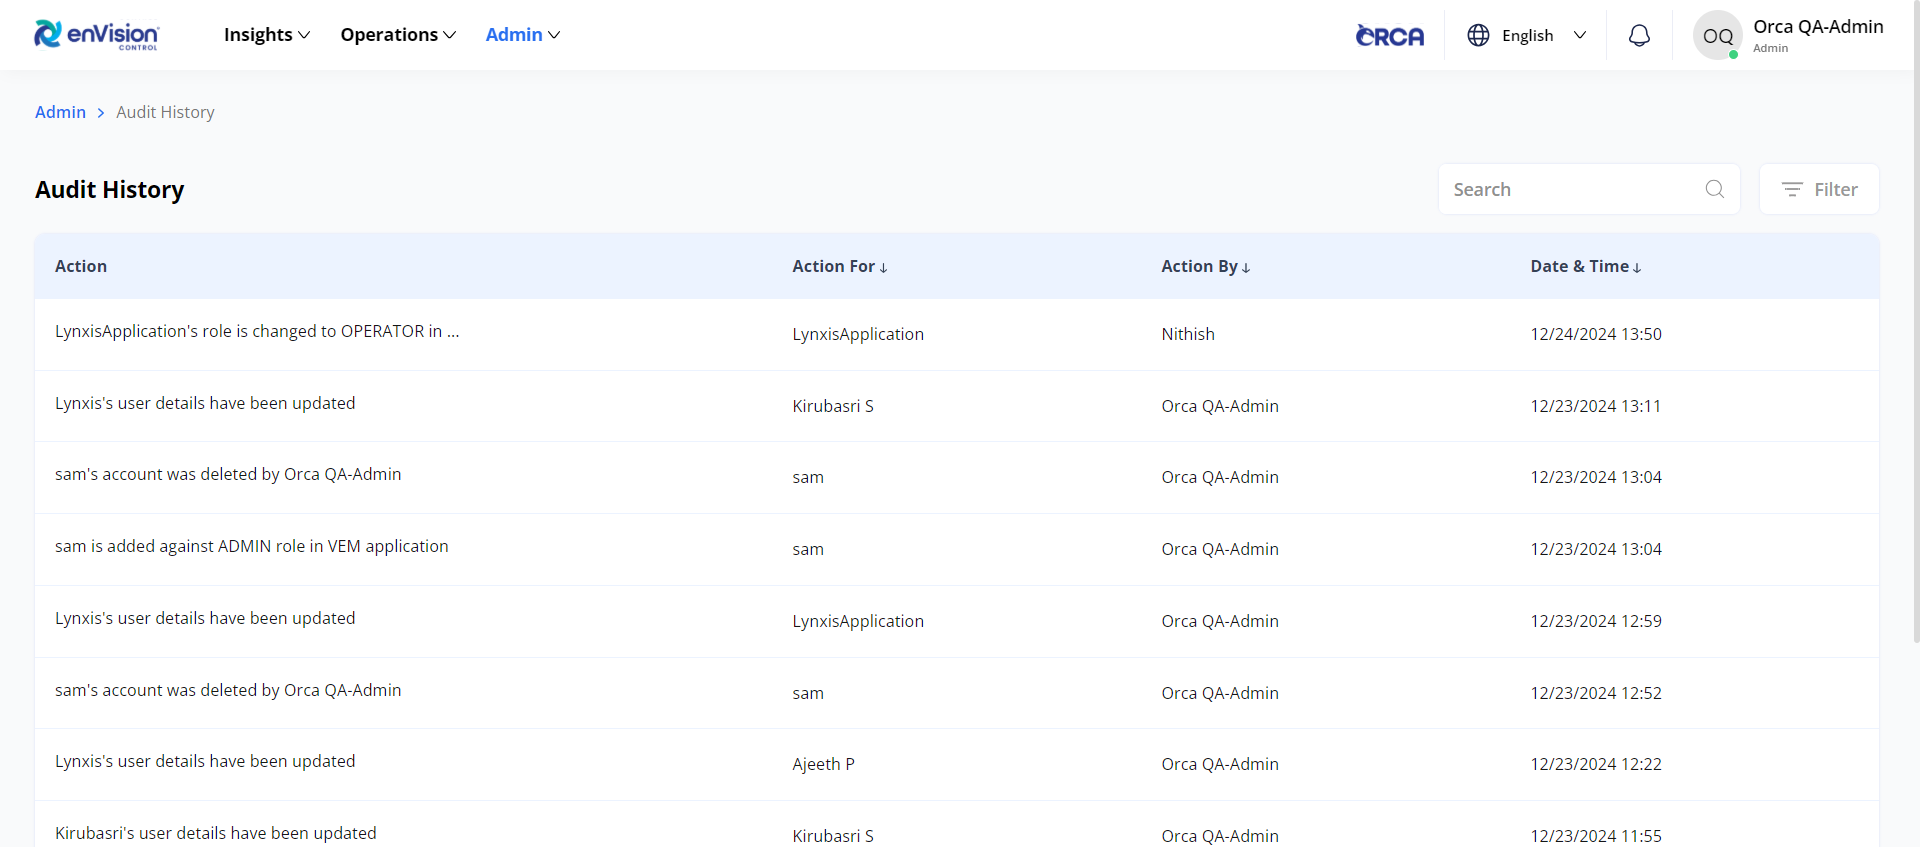 enVision CONTROL Insights Operations Admin ORCA English OQ Orca QA-Admin
Admin
Admin > Audit History
Audit History Search Filter
Action Action For ↓ Action By ↓ Date & Time ↓
LynxisApplication's role is changed to OPERATOR in ... LynxisApplication Nithish 12/24/2024 13:50
Lynxis's user details have been updated Kirubasri S Orca QA-Admin 12/23/2024 13:11
sam's account was deleted by Orca QA-Admin sam Orca QA-Admin 12/23/2024 13:04
sam is added against ADMIN role in VEM application sam Orca QA-Admin 12/23/2024 13:04
Lynxis's user details have been updated LynxisApplication Orca QA-Admin 12/23/2024 12:59
sam's account was deleted by Orca QA-Admin sam Orca QA-Admin 12/23/2024 12:52
Lynxis's user details have been updated Ajeeth P Orca QA-Admin 12/23/2024 12:22
Kirubasri's user details have been updated Kirubasri S Orca QA-Admin 12/23/2024 11:55